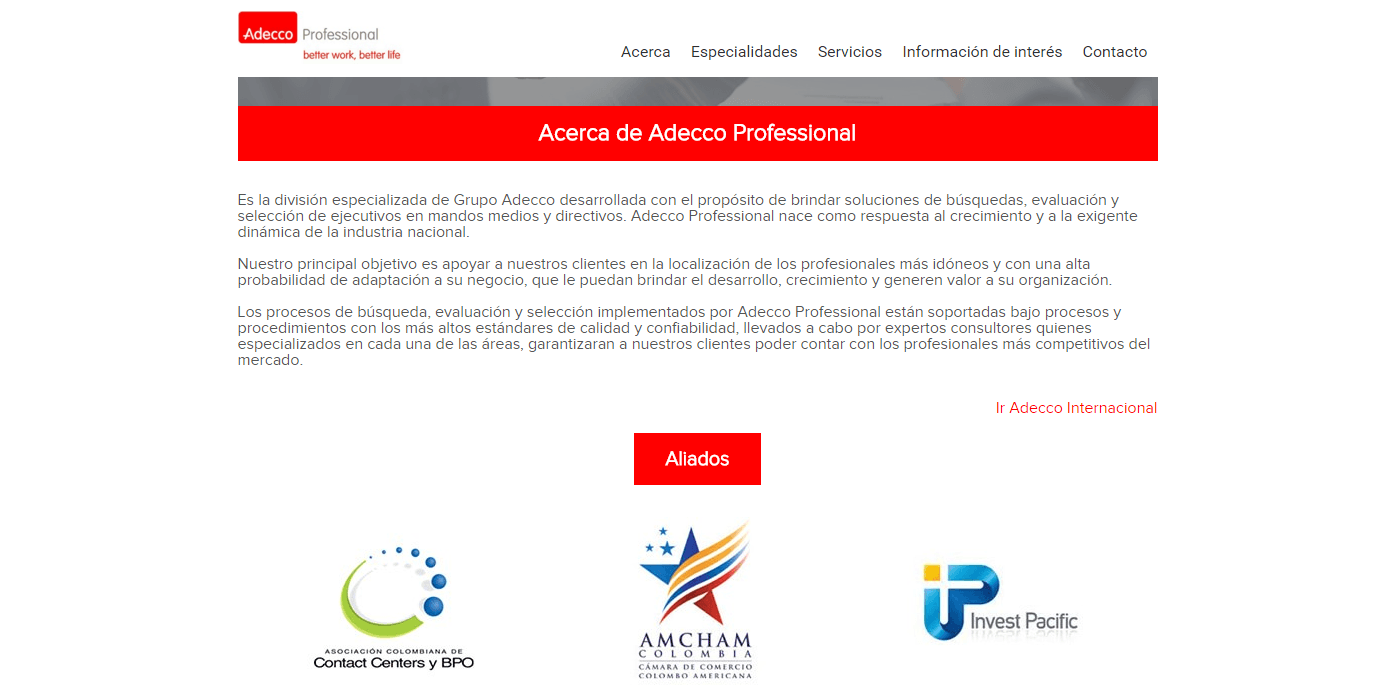 Adecco Professional
better work, better life
Acerca Especialidades Servicios Información de interés Contacto
Acerca de Adecco Professional
Es la división especializada de Grupo Adecco desarrollada con el propósito de brindar soluciones de búsquedas, evaluación y
selección de ejecutivos en mandos medios y directivos. Adecco Professional nace como respuesta al crecimiento y a la exigente
dinámica de la industria nacional.
Nuestro principal objetivo es apoyar a nuestros clientes en la localización de los profesionales más idóneos y con una alta
probabilidad de adaptación a su negocio, que le puedan brindar el desarrollo, crecimiento y generen valor a su organización.
Los procesos de búsqueda, evaluación y selección implementados por Adecco Professional están soportadas bajo procesos y
procedimientos con los más altos estándares de calidad y confiabilidad, llevados a cabo por expertos consultores quienes
especializados en cada una de las áreas, garantizaran a nuestros clientes poder contar con los profesionales más competitivos del
mercado.
Ir Adecco Internacional
Aliados
ASOCIACIÓN COLOMBIANA DE
Contact Centers y BPO
AMCHAM
COLOMBIA
CÁMARA DE COMERCIO
COLOMBO AMERICANA
iP Invest Pacific